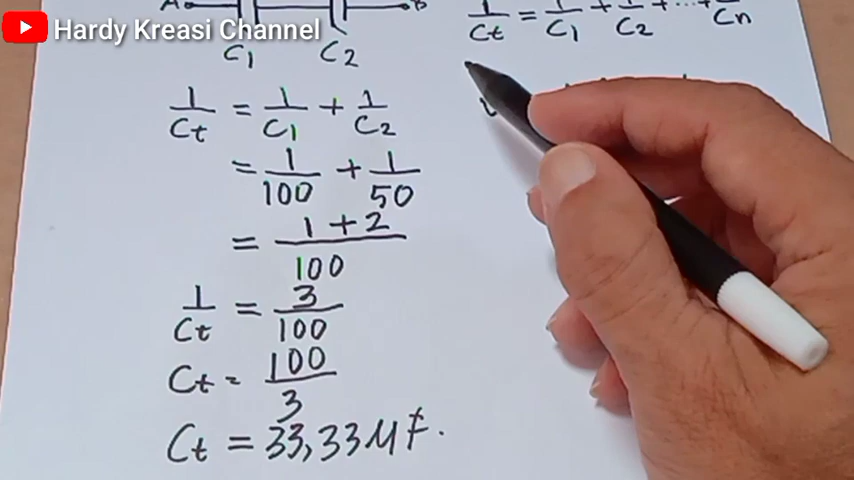 Hardy Kreasi Channel
A B
C1 C2
1/Ct = 1/C1 + 1/C2 + ... + 1/Cn
1/Ct = 1/C1 + 1/C2
= 1/100 + 1/50
= 1+2/100
1/Ct = 3/100
Ct = 100/3
Ct = 33,33 μF.